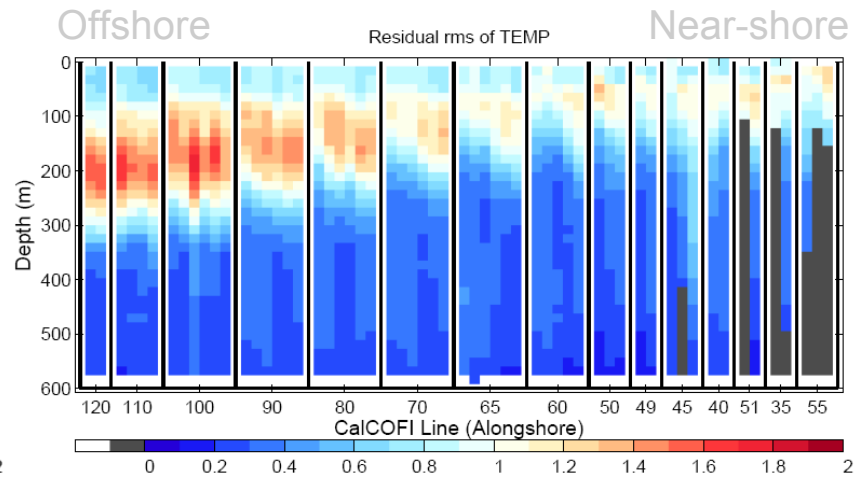 Offshore
Near-shore
Residual rms of TEMP
Depth (m)
0
100
200
300
400
500
600
120 110 100 90 80 70 65 60 50 49 45 40 51 35 55
CalCOFI Line (Alongshore)
2 0 0.2 0.4 0.6 0.8 1 1.2 1.4 1.6 1.8 2